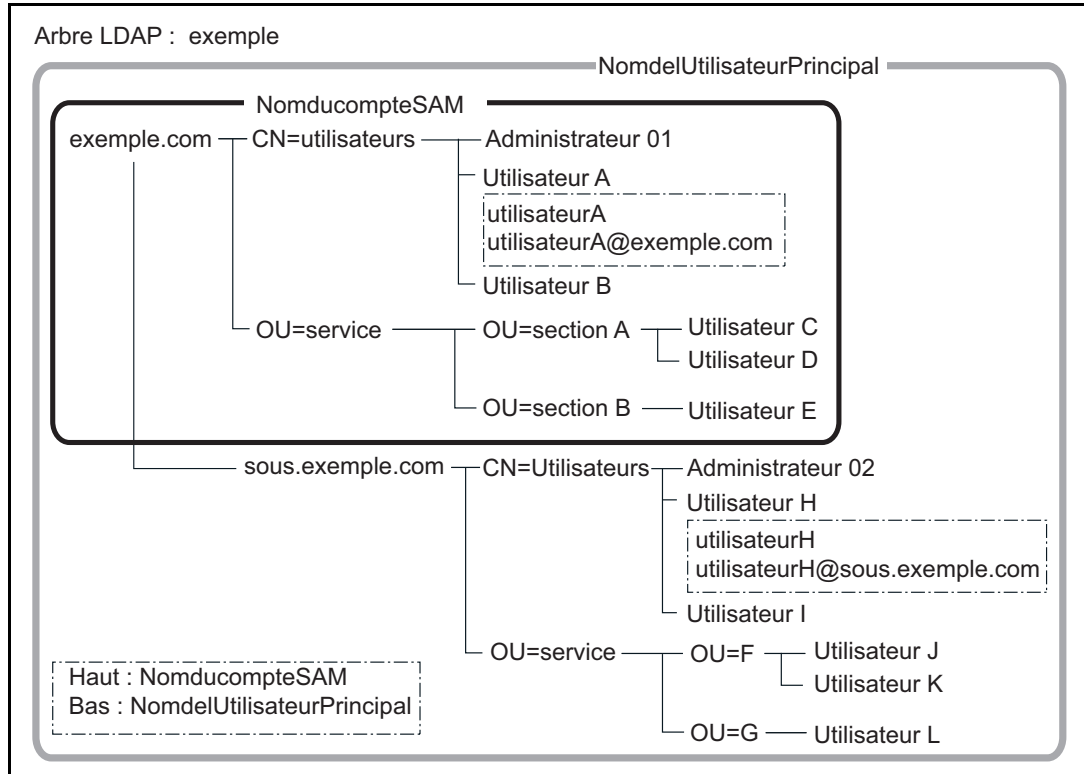 Arbre LDAP : exemple
NomdelUtilisateurPrincipal
NomducompteSAM
exemple.com CN=utilisateurs Administrateur 01
Utilisateur A
utilisateurA
utilisateurA@exemple.com
Utilisateur B
OU=service OU=section A Utilisateur C
Utilisateur D
OU=section B Utilisateur E
sous.exemple.com CN=Utilisateurs Administrateur 02
Utilisateur H
utilisateurH
utilisateurH@sous.exemple.com
Utilisateur I
OU=service OU=F Utilisateur J
Utilisateur K
OU=G Utilisateur L
Haut : NomducompteSAM
Bas : NomdelUtilisateurPrincipal